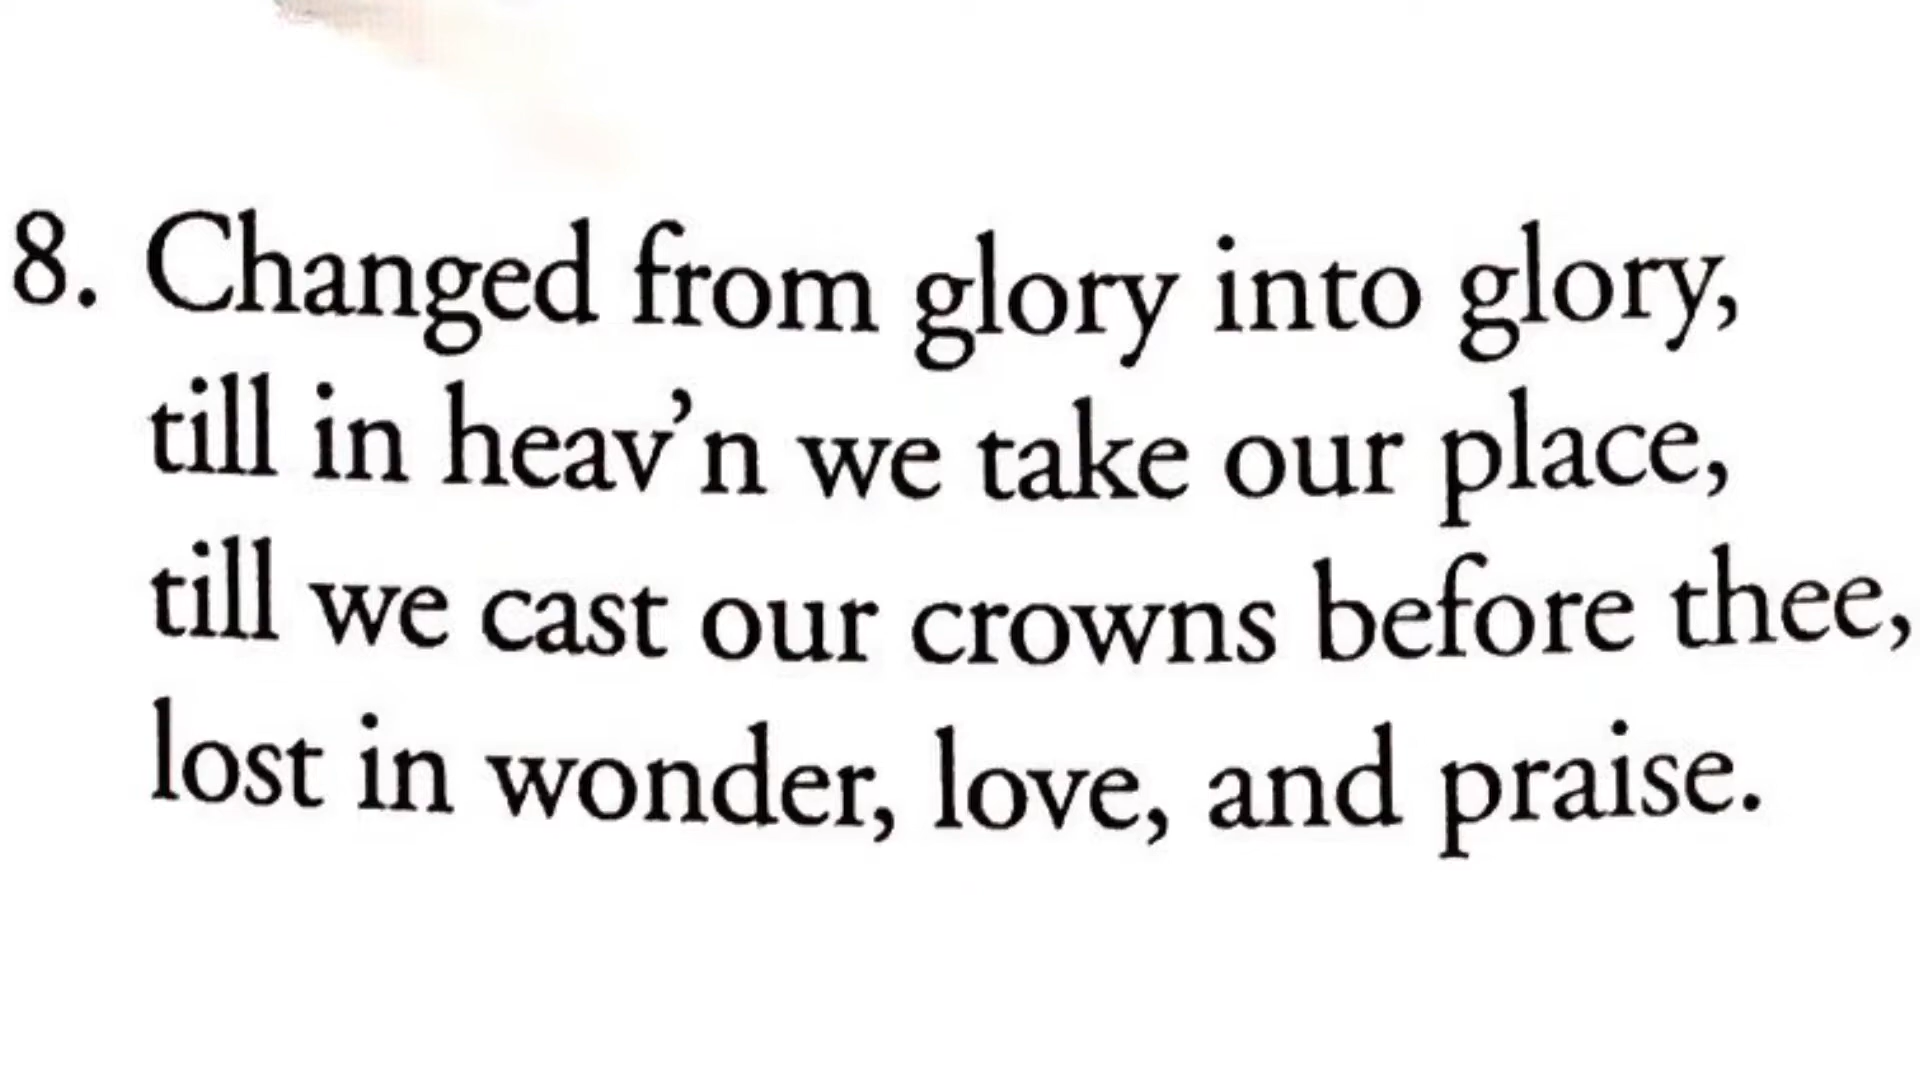 8. Changed from glory into glory,
till in heav’n we take our place,
till we cast our crowns before thee,
lost in wonder, love, and praise.